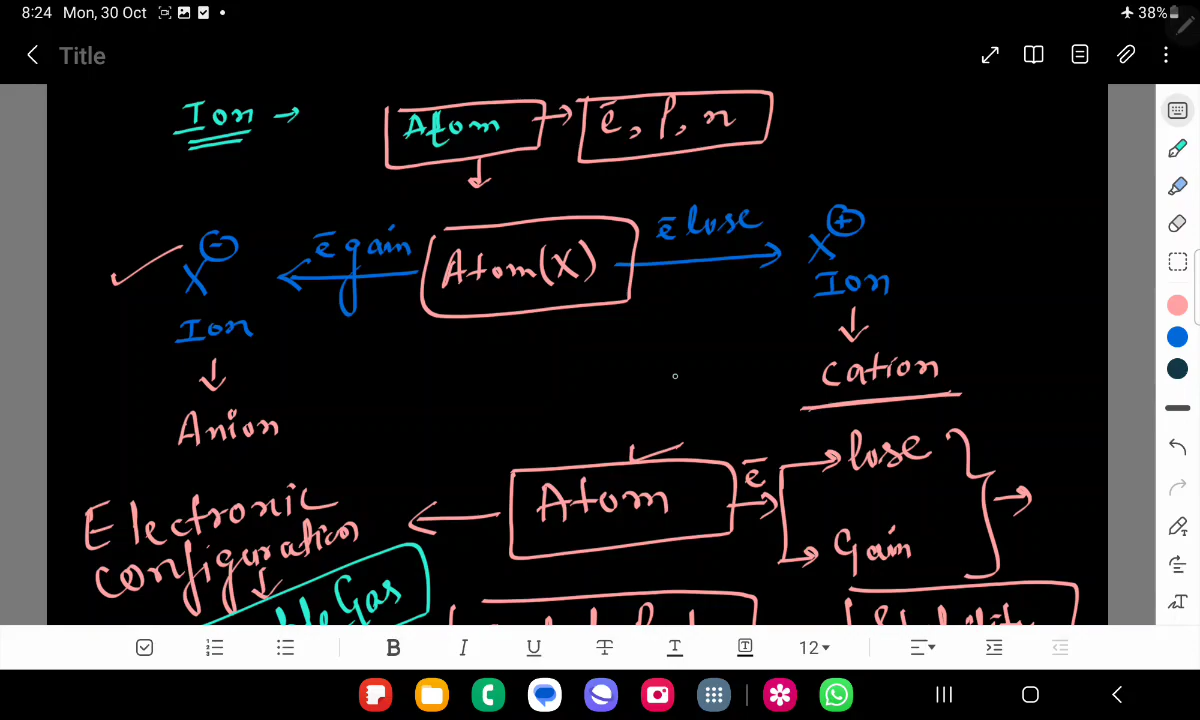 8:24 Mon, 30 Oct 38%
Title
Ion → Atom → ē, p, n
X⊖ ← ē gain Atom(X) ē lose → X⊕
Ion Ion
↓ ↓
Anion Cation
Electronic configuration ← Atom ē → lose
Gain
Gas
B I U T T 12